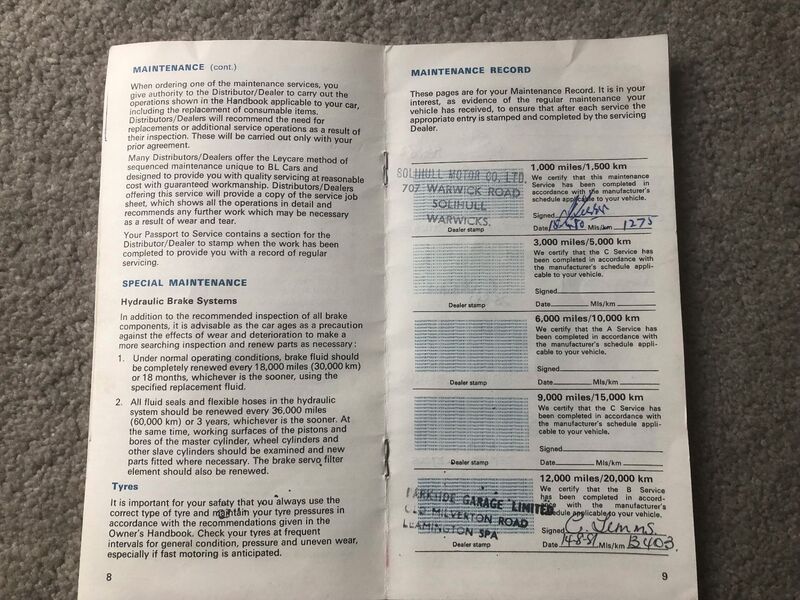 MAINTENANCE (cont.)
When ordering one of the maintenance services, you
give authority to the Distributor/Dealer to carry out the
operations shown in the Handbook applicable to your car,
including the replacement of consumable items.
Distributors/Dealers will recommend the need for
replacements or additional service operations as a result of
their inspection. These will be carried out only with your
prior agreement.
Many Distributors/Dealers offer the Leycare method of
sequenced maintenance unique to BL Cars and
designed to provide you with quality servicing at reasonable
cost with guaranteed workmanship. Distributors/Dealers
offering this service will provide a copy of the service job
sheet, which shows all the operations in detail and
recommends any further work which may be necessary
as a result of wear and tear.
Your Passport to Service contains a section for the
Distributor/Dealer to stamp when the work has been
completed to provide you with a record of regular
servicing.
SPECIAL MAINTENANCE
Hydraulic Brake Systems
In addition to the recommended inspection of all brake
components, it is advisable as the car ages as a precaution
against the effects of wear and deterioration to make a
more searching inspection and renew parts as necessary:
1. Under normal operating conditions, brake fluid should
be completely renewed every 18,000 miles (30,000 km)
or 18 months, whichever is the sooner, using the
specified replacement fluid.
2. All fluid seals and flexible hoses in the hydraulic
system should be renewed every 36,000 miles
(60,000 km) or 3 years, whichever is the sooner. At
the same time, working surfaces of the pistons and
bores of the master cylinder, wheel cylinders and
other slave cylinders should be examined and new
parts fitted where necessary. The brake servo filter
element should also be renewed.
Tyres
It is important for your safety that you always use the
correct type of tyre and maintain your tyre pressures in
accordance with the recommendations given in the
Owner's Handbook. Check your tyres at frequent
intervals for general condition, pressure and uneven wear,
especially if fast motoring is anticipated.
8
MAINTENANCE RECORD
These pages are for your Maintenance Record. It is in your
interest, as evidence of the regular maintenance your
vehicle has received, to ensure that after each service the
appropriate entry is stamped and completed by the servicing
Dealer.
SOLIHULL MOTOR CO. LTD.
707 WARWICK ROAD
SOLIHULL
WARWICKS.
Dealer stamp
1,000 miles/1,500 km
We certify that this maintenance
Service has been completed in
accordance with the manufacturer's
schedule applicable to your vehicle.
Signed
Date Mls/km 1275
3,000 miles/5,000 km
We certify that the C Service has
been completed in accordance with
the manufacturer's schedule appli-
cable to your vehicle.
Signed
Dealer stamp
Date Mls/km
6,000 miles/10,000 km
We certify that the A Service has
been completed in accordance with
the manufacturer's schedule appli-
cable to your vehicle.
Signed
Dealer stamp
Date Mls/km
9,000 miles/15,000 km
We certify that the C Service has
been completed in accordance with
the manufacturer's schedule appli-
cable to your vehicle.
Signed
Dealer stamp
Date Mls/km
12,000 miles/20,000 km
We certify that the B Service
has been completed in accord-
with the manufacturer's
schedule applicable to your vehicle.
GARAGE LIMITED
OLD MILVERTON ROAD
LEAMINGTON SPA
Dealer stamp
Signed
Date 14-8-81 Mls/km 13403.
9